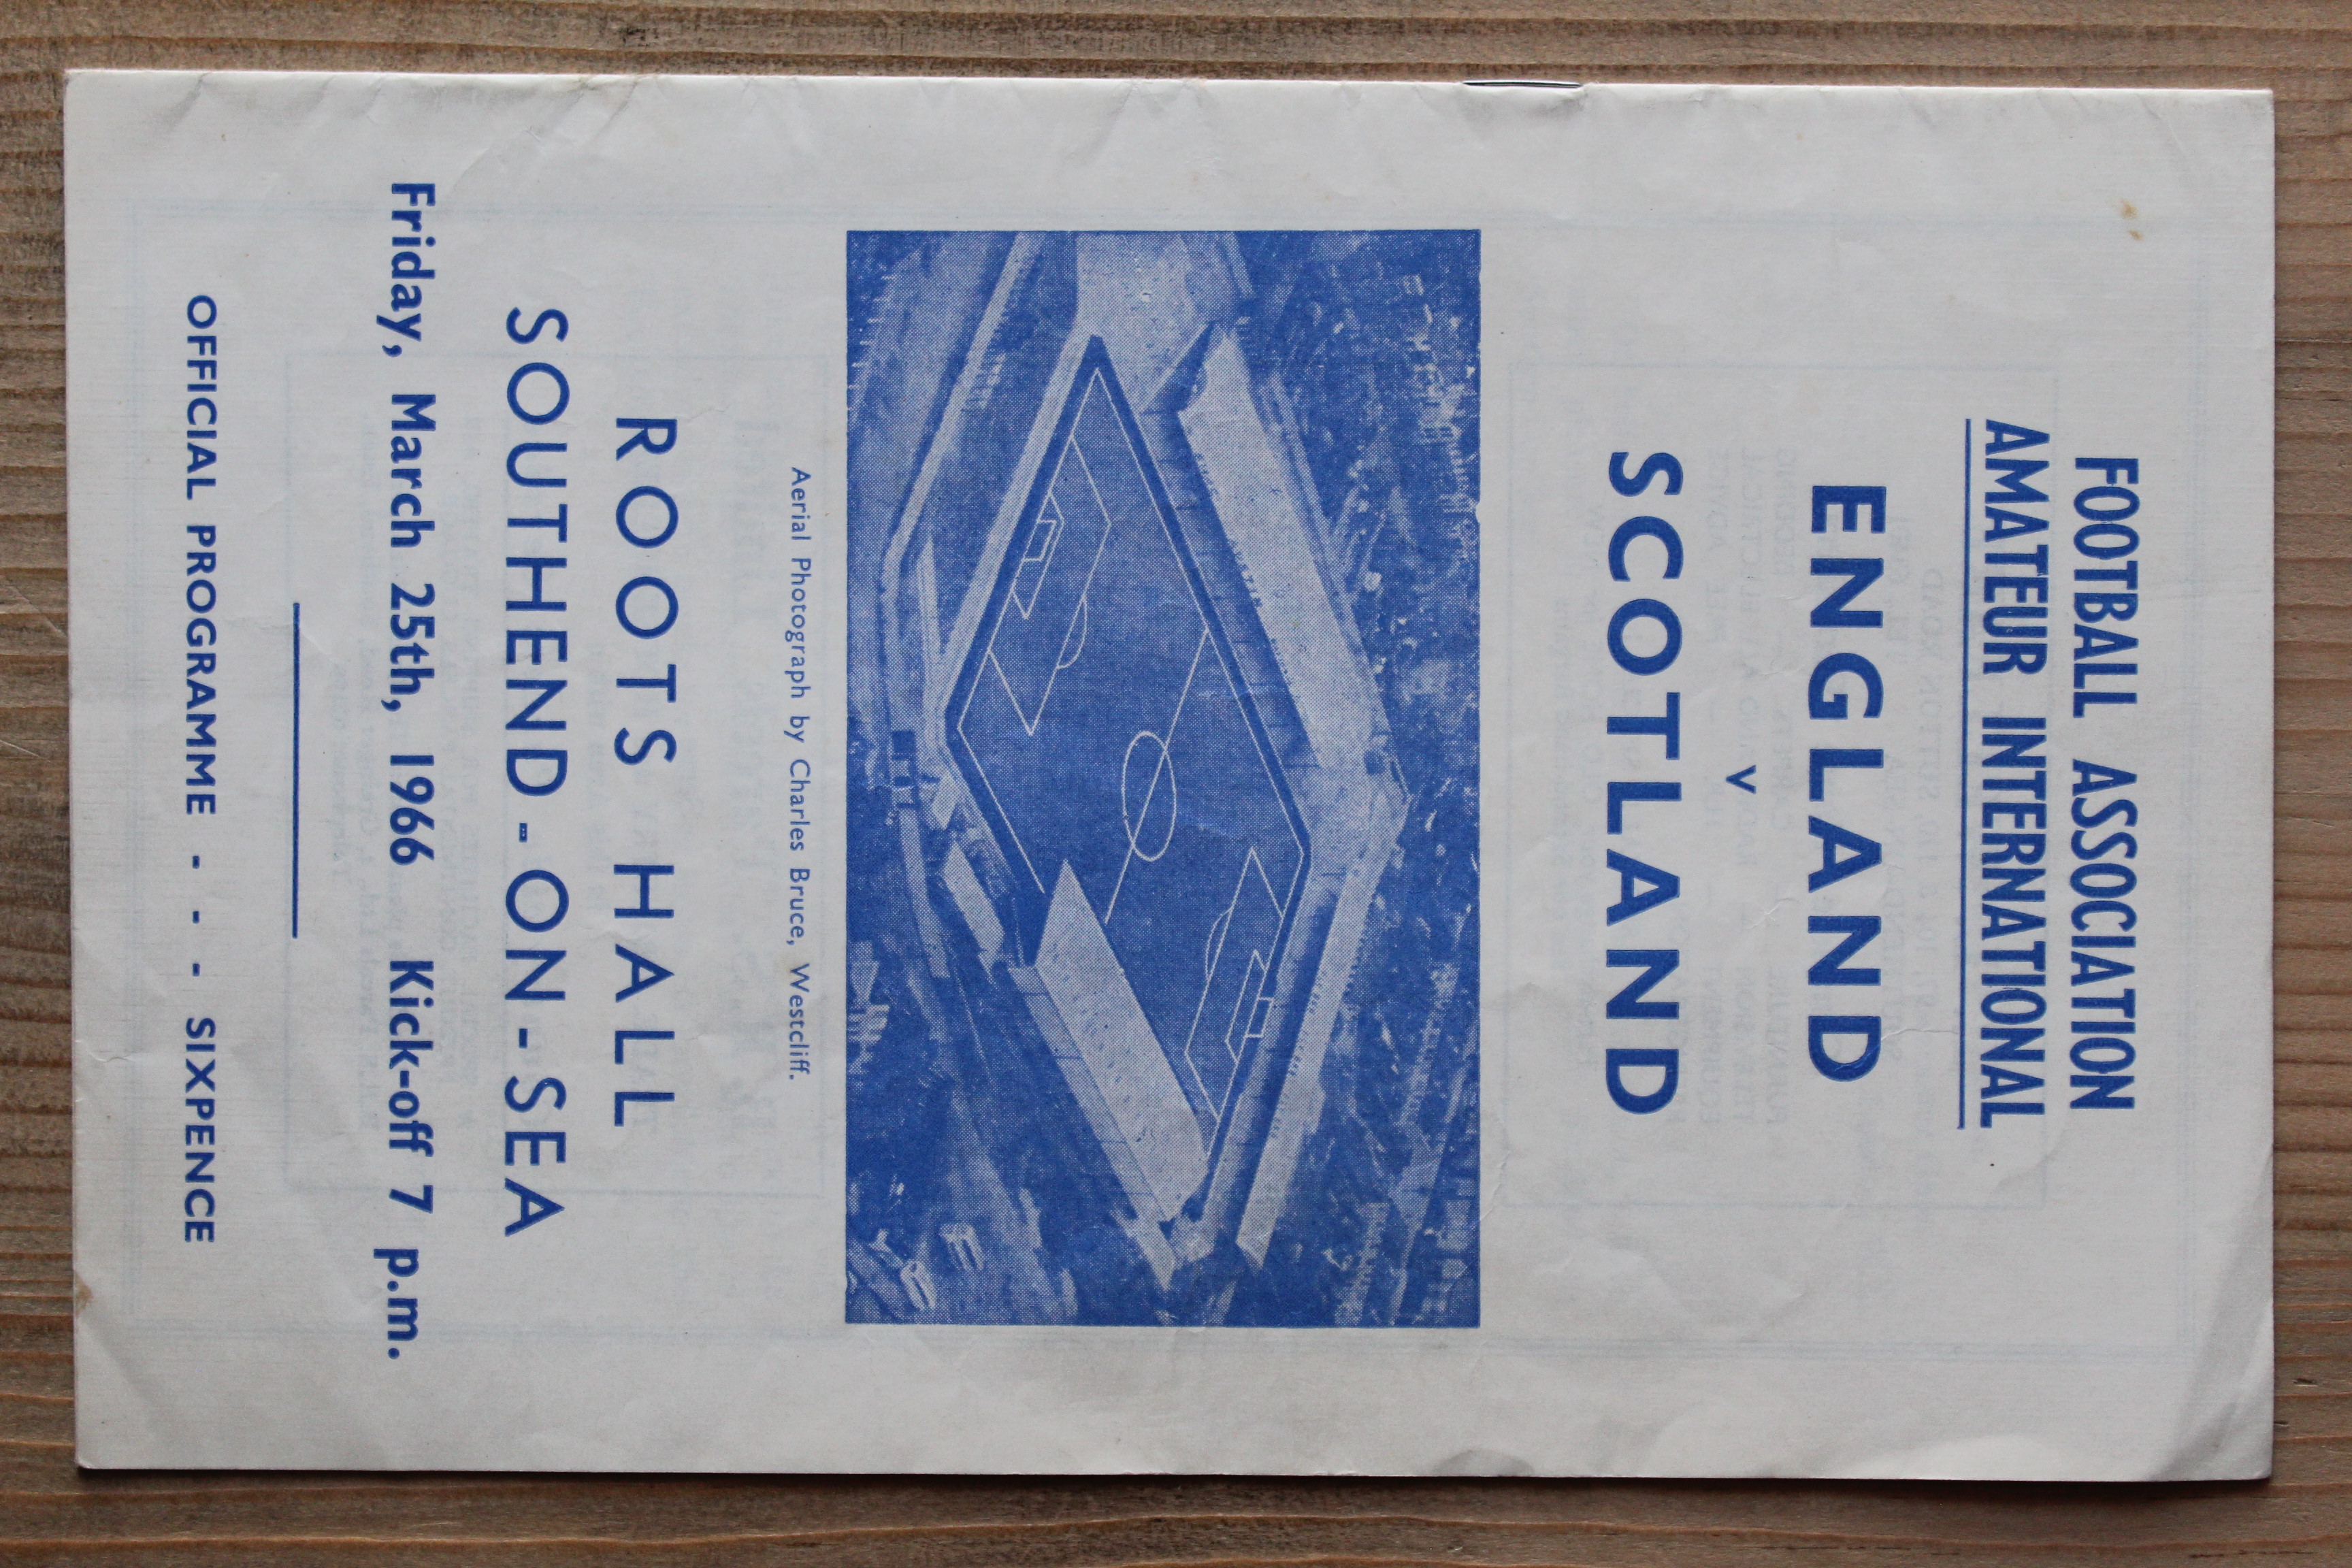 FOOTBALL ASSOCIATION
AMATEUR INTERNATIONAL
ENGLAND
v
SCOTLAND
Aerial Photograph by Charles Bruce, Westcliff.
ROOTS HALL
SOUTHEND-ON-SEA
Friday, March 25th, 1966 Kick-off 7 p.m.
OFFICIAL PROGRAMME - - - SIXPENCE